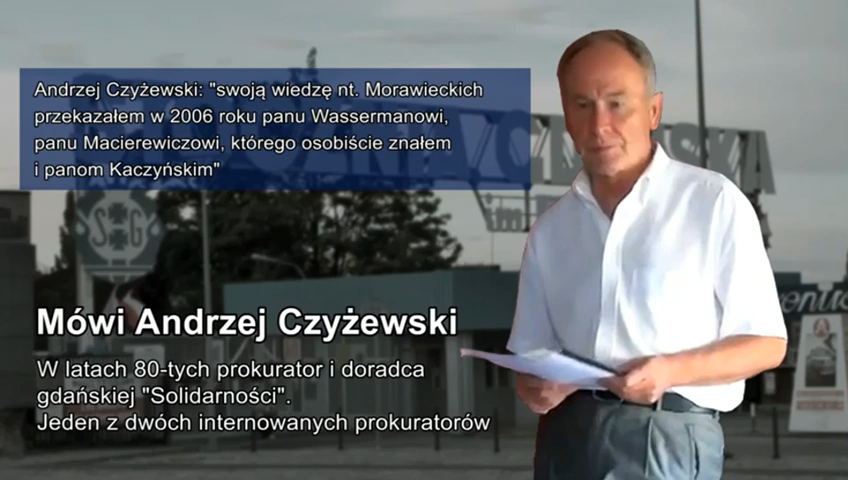 Andrzej Czyżewski: "swoją wiedzę nt. Morawieckich
przekazałem w 2006 roku panu Wassermanowi,
panu Macierewiczowi, którego osobiście znałem
i panom Kaczyńskim"
S G
Mówi Andrzej Czyżewski
W latach 80-tych prokurator i doradca
gdańskiej "Solidarności".
Jeden z dwóch internowanych prokuratorów